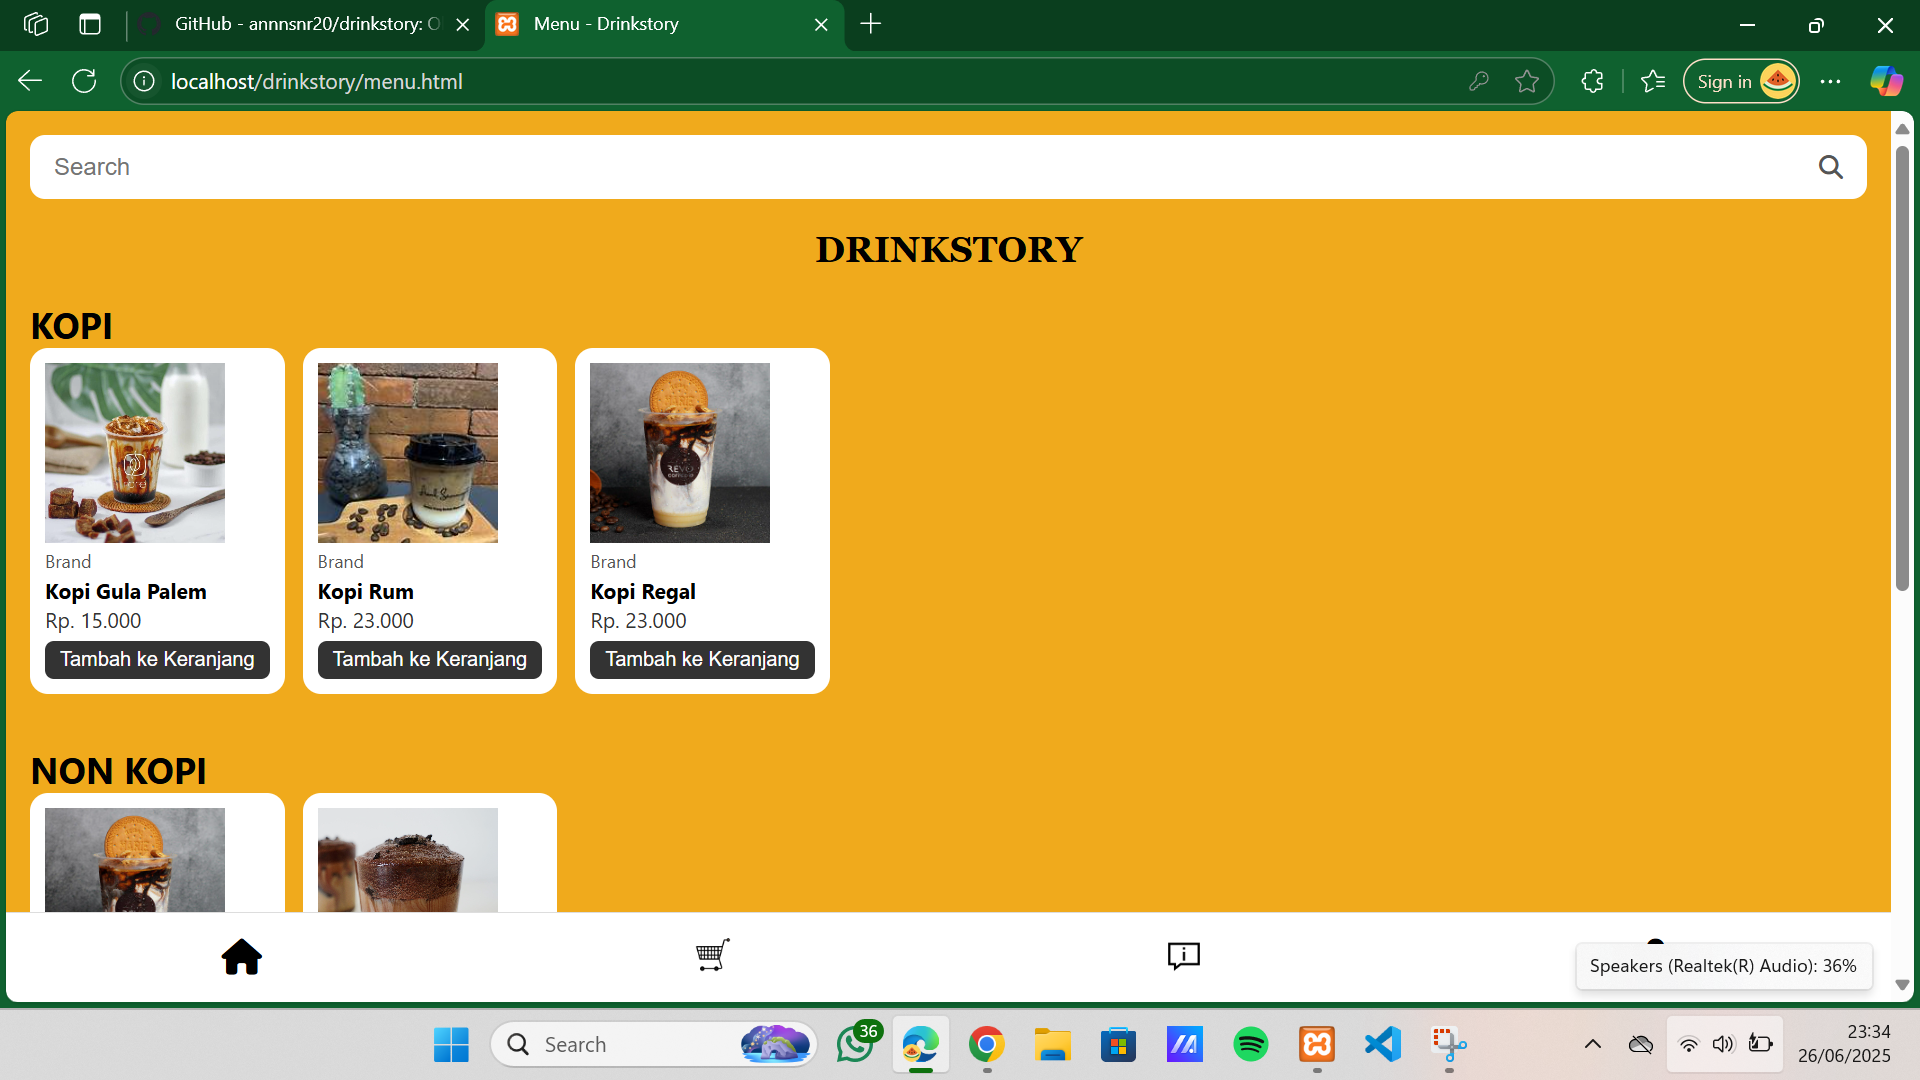 GitHub - annnsnr20/drinkstory: O
Menu - Drinkstory
localhost/drinkstory/menu.html
Sign in
Search
DRINKSTORY
KOPI
Brand
Kopi Gula Palem
Rp. 15.000
Tambah ke Keranjang
Brand
Kopi Rum
Rp. 23.000
Tambah ke Keranjang
REVO
Brand
Kopi Regal
Rp. 23.000
Tambah ke Keranjang
NON KOPI
Speakers (Realtek(R) Audio): 36%
Search
36
23:34
26/06/2025